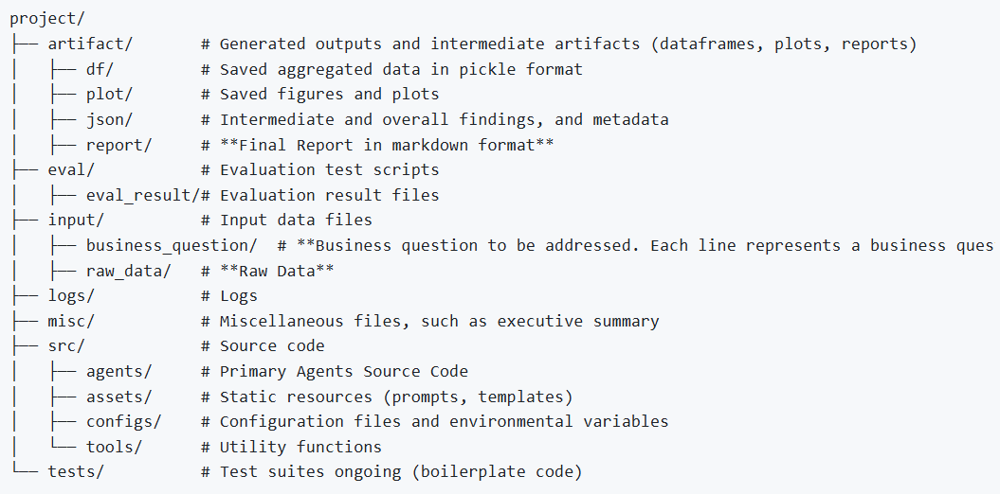 project/
├── artifact/       # Generated outputs and intermediate artifacts (dataframes, plots, reports)
│   ├── df/         # Saved aggregated data in pickle format
│   ├── plot/       # Saved figures and plots
│   ├── json/       # Intermediate and overall findings, and metadata
│   ├── report/     # **Final Report in markdown format**
├── eval/           # Evaluation test scripts
│   ├── eval_result/# Evaluation result files
├── input/          # Input data files
│   ├── business_question/  # **Business question to be addressed. Each line represents a business ques
│   ├── raw_data/   # **Raw Data**
├── logs/           # Logs
├── misc/           # Miscellaneous files, such as executive summary
├── src/            # Source code
│   ├── agents/     # Primary Agents Source Code
│   ├── assets/     # Static resources (prompts, templates)
│   ├── configs/    # Configuration files and environmental variables
│   └── tools/      # Utility functions
└── tests/          # Test suites ongoing (boilerplate code)